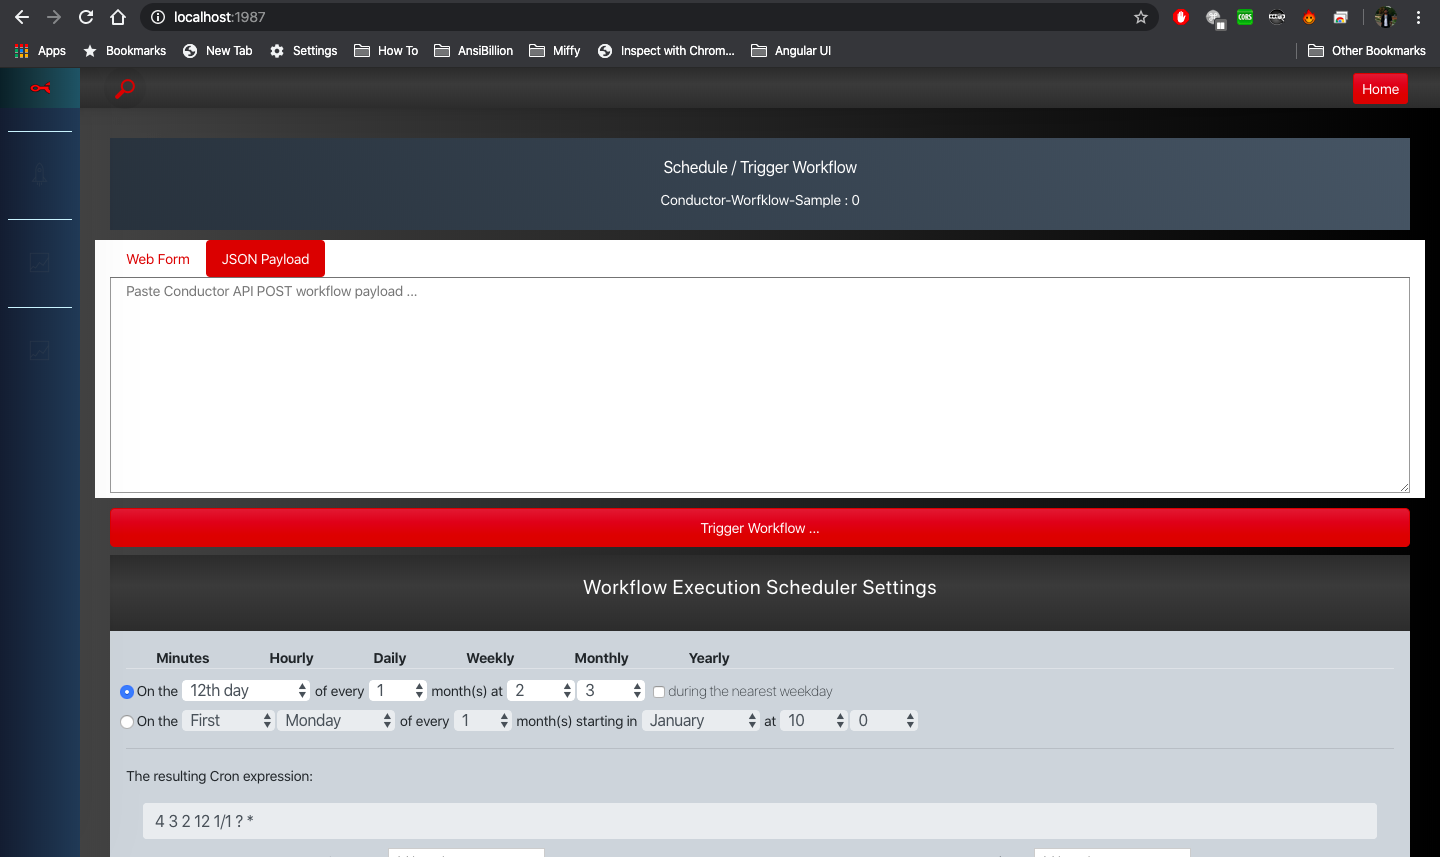 localhost:1987
CORS
Apps Bookmarks New Tab Settings How To AnsiBillion Miffy Inspect with Chrom... Angular UI Other Bookmarks
Home
Schedule / Trigger Workflow
Conductor-Worfklow-Sample : 0
Web Form JSON Payload
Paste Conductor API POST workflow payload ...
Trigger Workflow ...
Workflow Execution Scheduler Settings
Minutes Hourly Daily Weekly Monthly Yearly
On the 12th day of every 1 month(s) at 2 3 during the nearest weekday
On the First Monday of every 1 month(s) starting in January at 10 0
The resulting Cron expression:
4 3 2 12 1/1 ? *